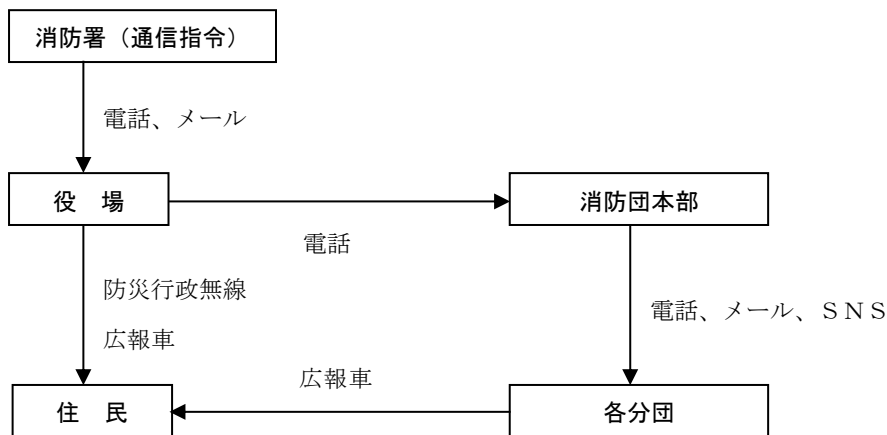 消防署（通信指令）
電話、メール
役　場
消防団本部
電話
防災行政無線
広報車
電話、メール、ＳＮＳ
広報車
住　民
各分団